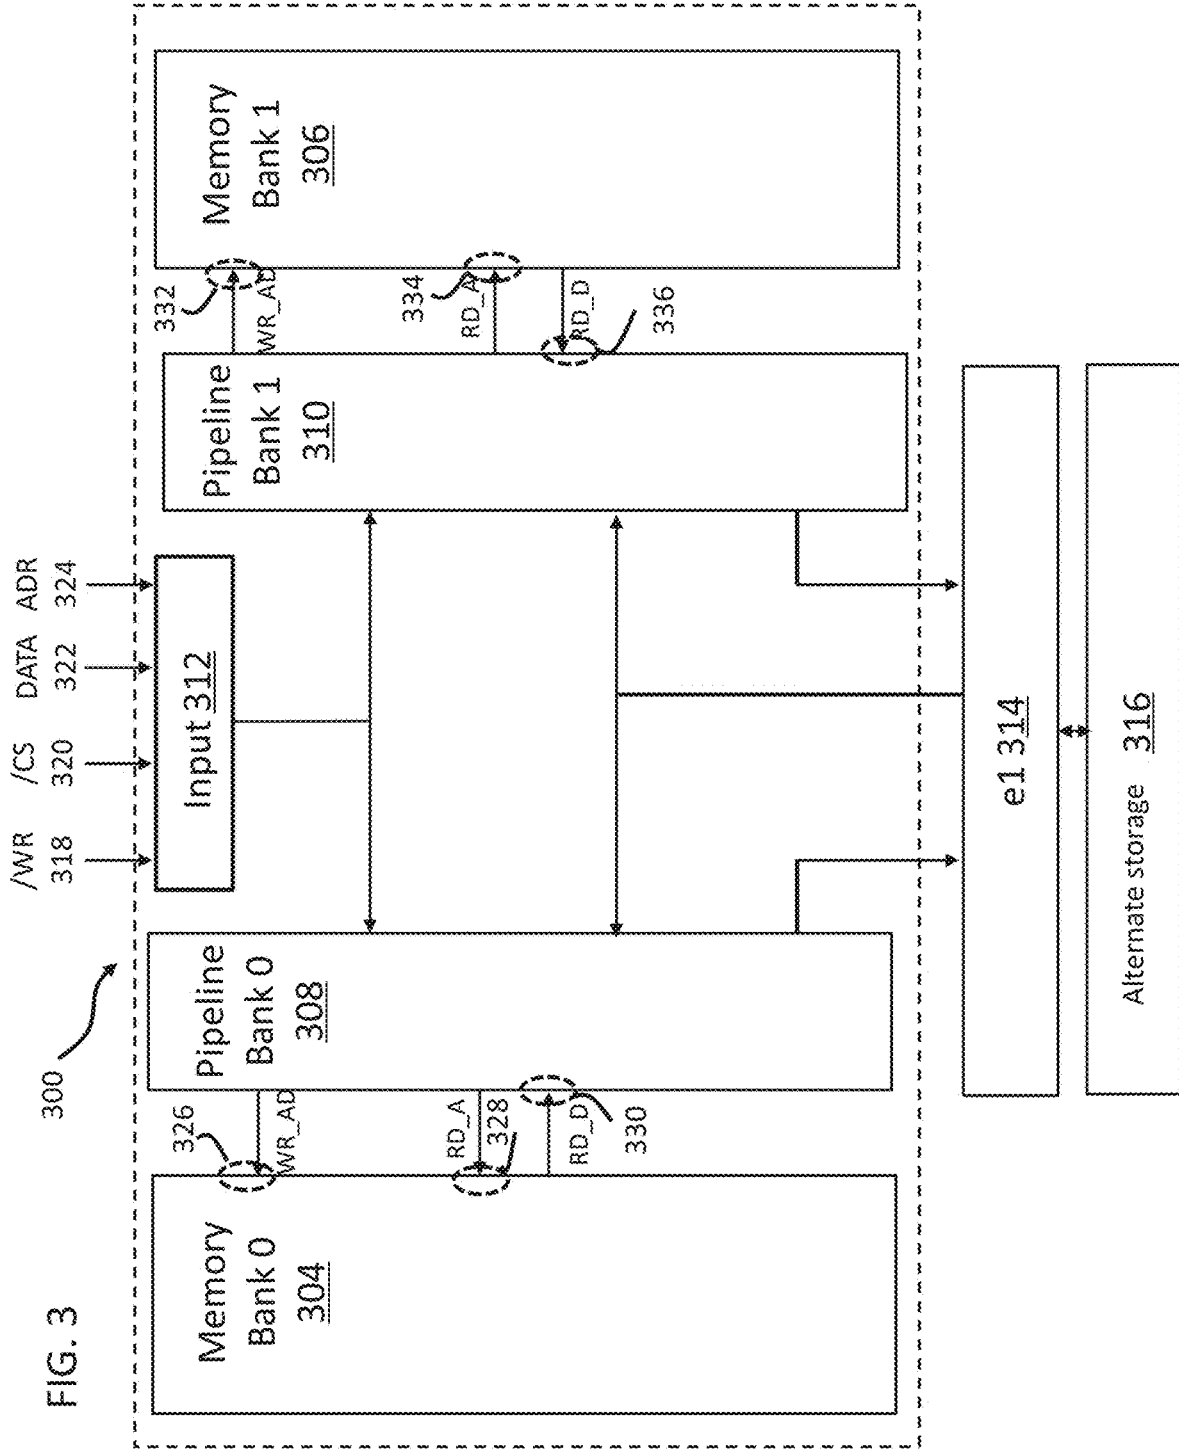 FIG. 3
300
/WR /CS DATA ADR
318 320 322 324
Input 312
Memory
Bank 0
304
326
WR_AD
RD_A
328
RD_D
330
Pipeline
Bank 0
308
Pipeline
Bank 1
310
332
WR_AD
334
RD_A
RD_D
336
Memory
Bank 1
306
e1 314
Alternate storage 316